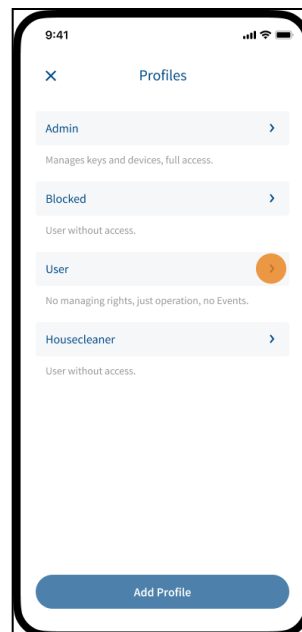 9:41
Profiles
Admin
Manages keys and devices, full access.
Blocked
User without access.
User
No managing rights, just operation, no Events.
Housecleaner
User without access.
Add Profile